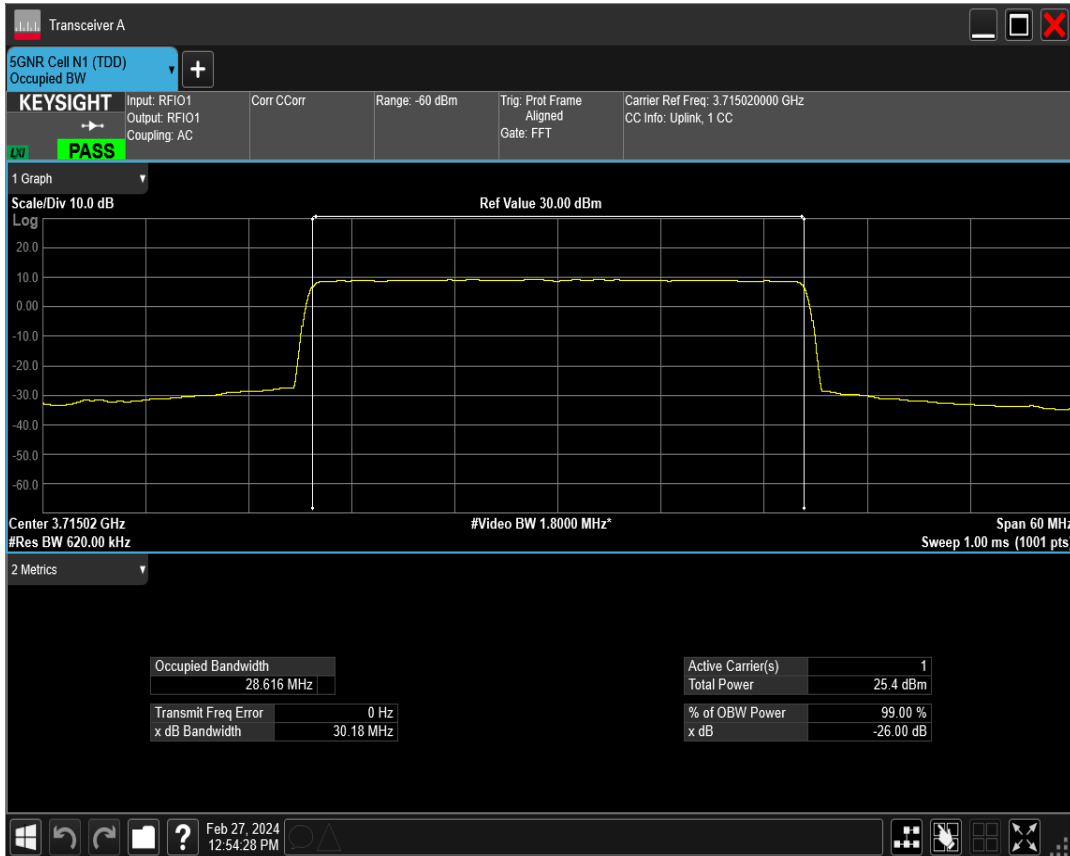 Transceiver A
5GNR Cell N1 (TDD)
Occupied BW
+
KEYSIGHT
LXI
PASS
Input: RFIO1
Output: RFIO1
Coupling: AC
Corr CCorr
Range: -60 dBm
Trig: Prot Frame
Aligned
Gate: FFT
Carrier Ref Freq: 3.715020000 GHz
CC Info: Uplink, 1 CC
1 Graph
Scale/Div 10.0 dB
Ref Value 30.00 dBm
Log
20.0
10.0
0.00
-10.0
-20.0
-30.0
-40.0
-50.0
-60.0
Center 3.71502 GHz
#Video BW 1.8000 MHz*
Span 60 MHz
#Res BW 620.00 kHz
Sweep 1.00 ms (1001 pts)
2 Metrics
Occupied Bandwidth
28.616 MHz
Transmit Freq Error 0 Hz
x dB Bandwidth 30.18 MHz
Active Carrier(s) 1
Total Power 25.4 dBm
% of OBW Power 99.00 %
x dB -26.00 dB
?
Feb 27, 2024
12:54:28 PM